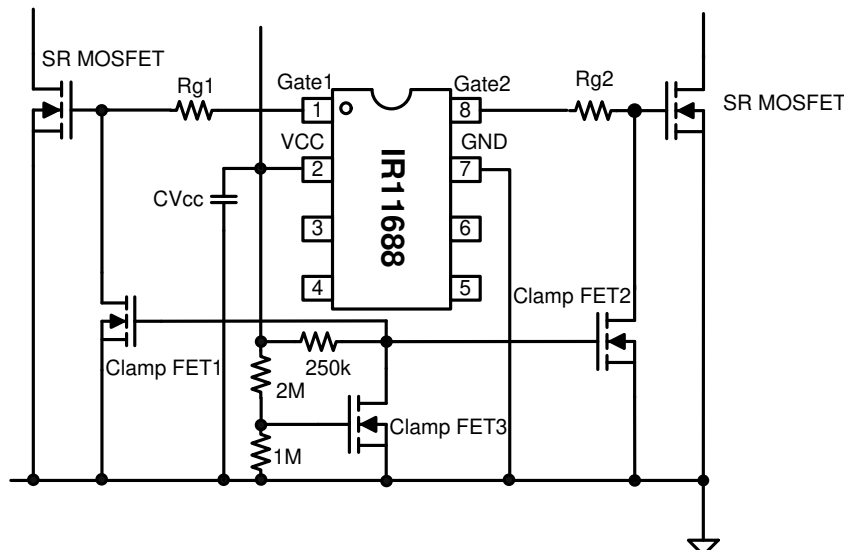 SR MOSFET
Rg1
Gate1
Gate2
Rg2
SR MOSFET
1
8
VCC
GND
2
7
IR11688
CVcc
3
6
4
5
Clamp FET2
Clamp FET1
250k
2M
Clamp FET3
1M